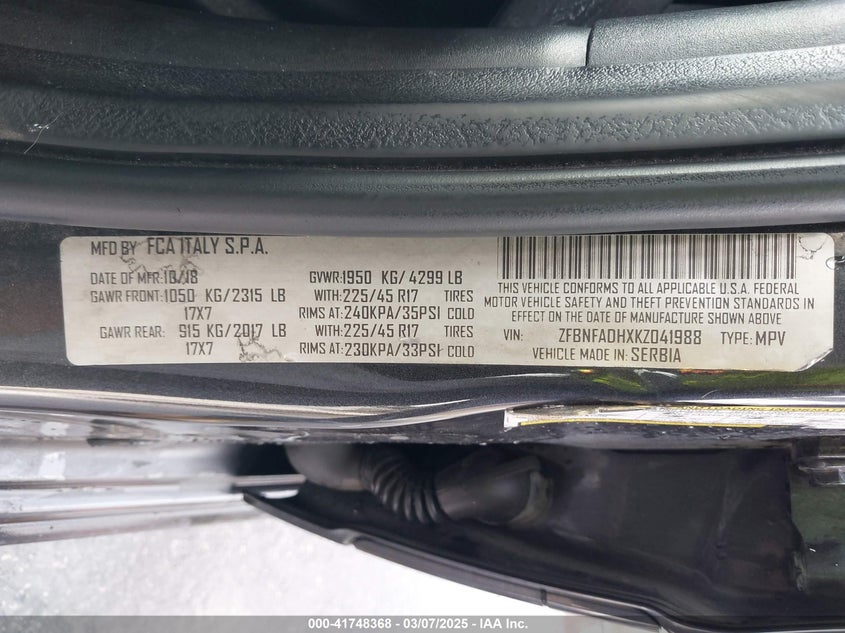 MFD BY FCA ITALY S.P.A.
DATE OF MFR:10/18 GVWR:1950 KG/ 4299 LB
GAWR FRONT:1050 KG/2315 LB WITH:225/45 R17 TIRES
17X7 RIMS AT:240KPA/35PSI COLD
GAWR REAR: 915 KG/2017 LB WITH:225/45 R17 TIRES
17X7 RIMS AT:230KPA/33PSI COLD
THIS VEHICLE CONFORMS TO ALL APPLICABLE U.S.A. FEDERAL
MOTOR VEHICLE SAFETY AND THEFT PREVENTION STANDARDS IN
EFFECT ON THE DATE OF MANUFACTURE SHOWN ABOVE
VIN: ZFBNFADHXKZ041988 TYPE: MPV
VEHICLE MADE IN: SERBIA
000-41748368 - 03/07/2025 - IAA Inc.